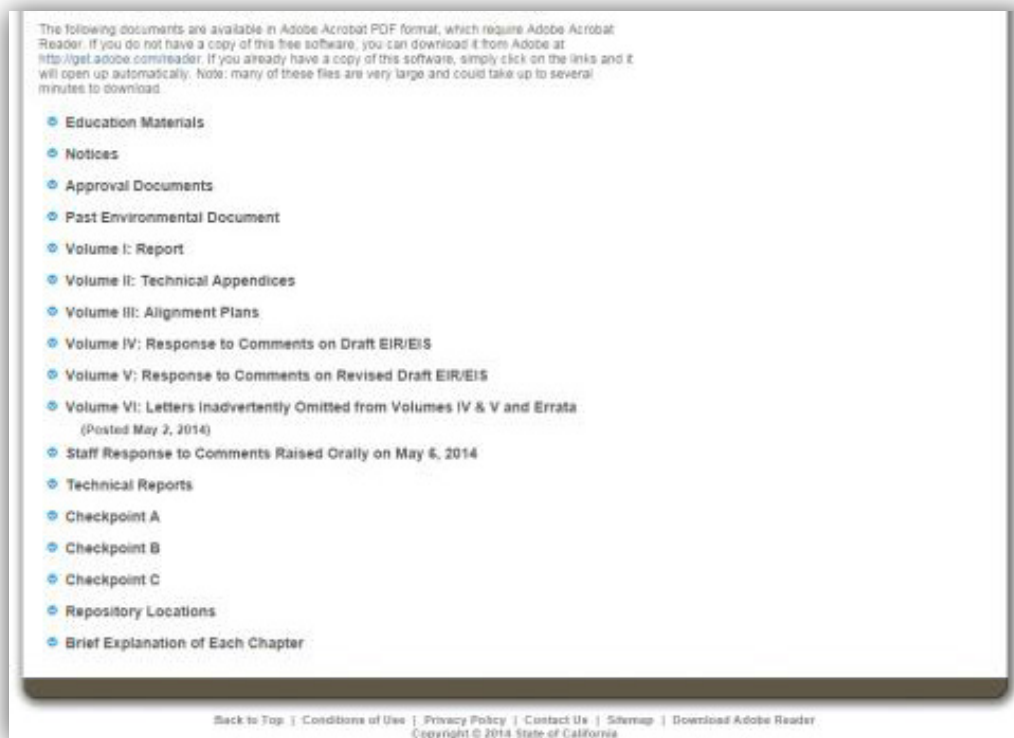 The following documents are available in Adobe Acrobat PDF format, which require Adobe Acrobat
Reader. If you do not have a copy of this free software, you can download it from Adobe at
http://get.adobe.com/reader. If you already have a copy of this software, simply click on the links and it
will open up automatically. Note: many of these files are very large and could take up to several
minutes to download.
Education Materials
Notices
Approval Documents
Past Environmental Document
Volume I: Report
Volume II: Technical Appendices
Volume III: Alignment Plans
Volume IV: Response to Comments on Draft EIR/EIS
Volume V: Response to Comments on Revised Draft EIR/EIS
Volume VI: Letters Inadvertently Omitted from Volumes IV & V and Errata
(Posted May 2, 2014)
Staff Response to Comments Raised Orally on May 6, 2014
Technical Reports
Checkpoint A
Checkpoint B
Checkpoint C
Repository Locations
Brief Explanation of Each Chapter
Back to Top | Conditions of Use | Privacy Policy | Contact Us | Sitemap | Download Adobe Reader
Copyright © 2014 State of California